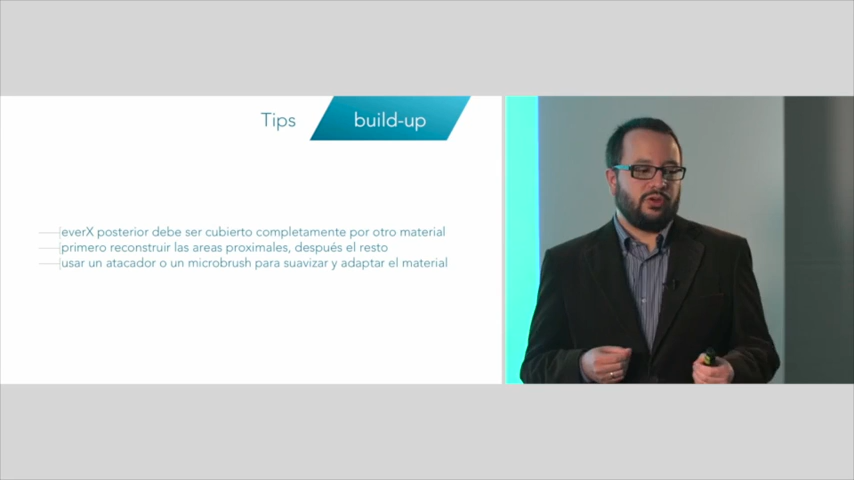 Tips build-up
everX posterior debe ser cubierto completamente por otro material
primero reconstruir las areas proximales, después el resto
usar un atacador o un microbrush para suavizar y adaptar el material